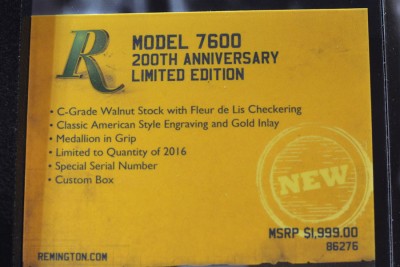 R
MODEL 7600
200TH ANNIVERSARY
LIMITED EDITION
• C-Grade Walnut Stock with Fleur de Lis Checkering
• Classic American Style Engraving and Gold Inlay
• Medallion in Grip
• Limited to Quantity of 2016
• Special Serial Number
• Custom Box
NEW
MSRP $1,999.00
86276
REMINGTON.COM